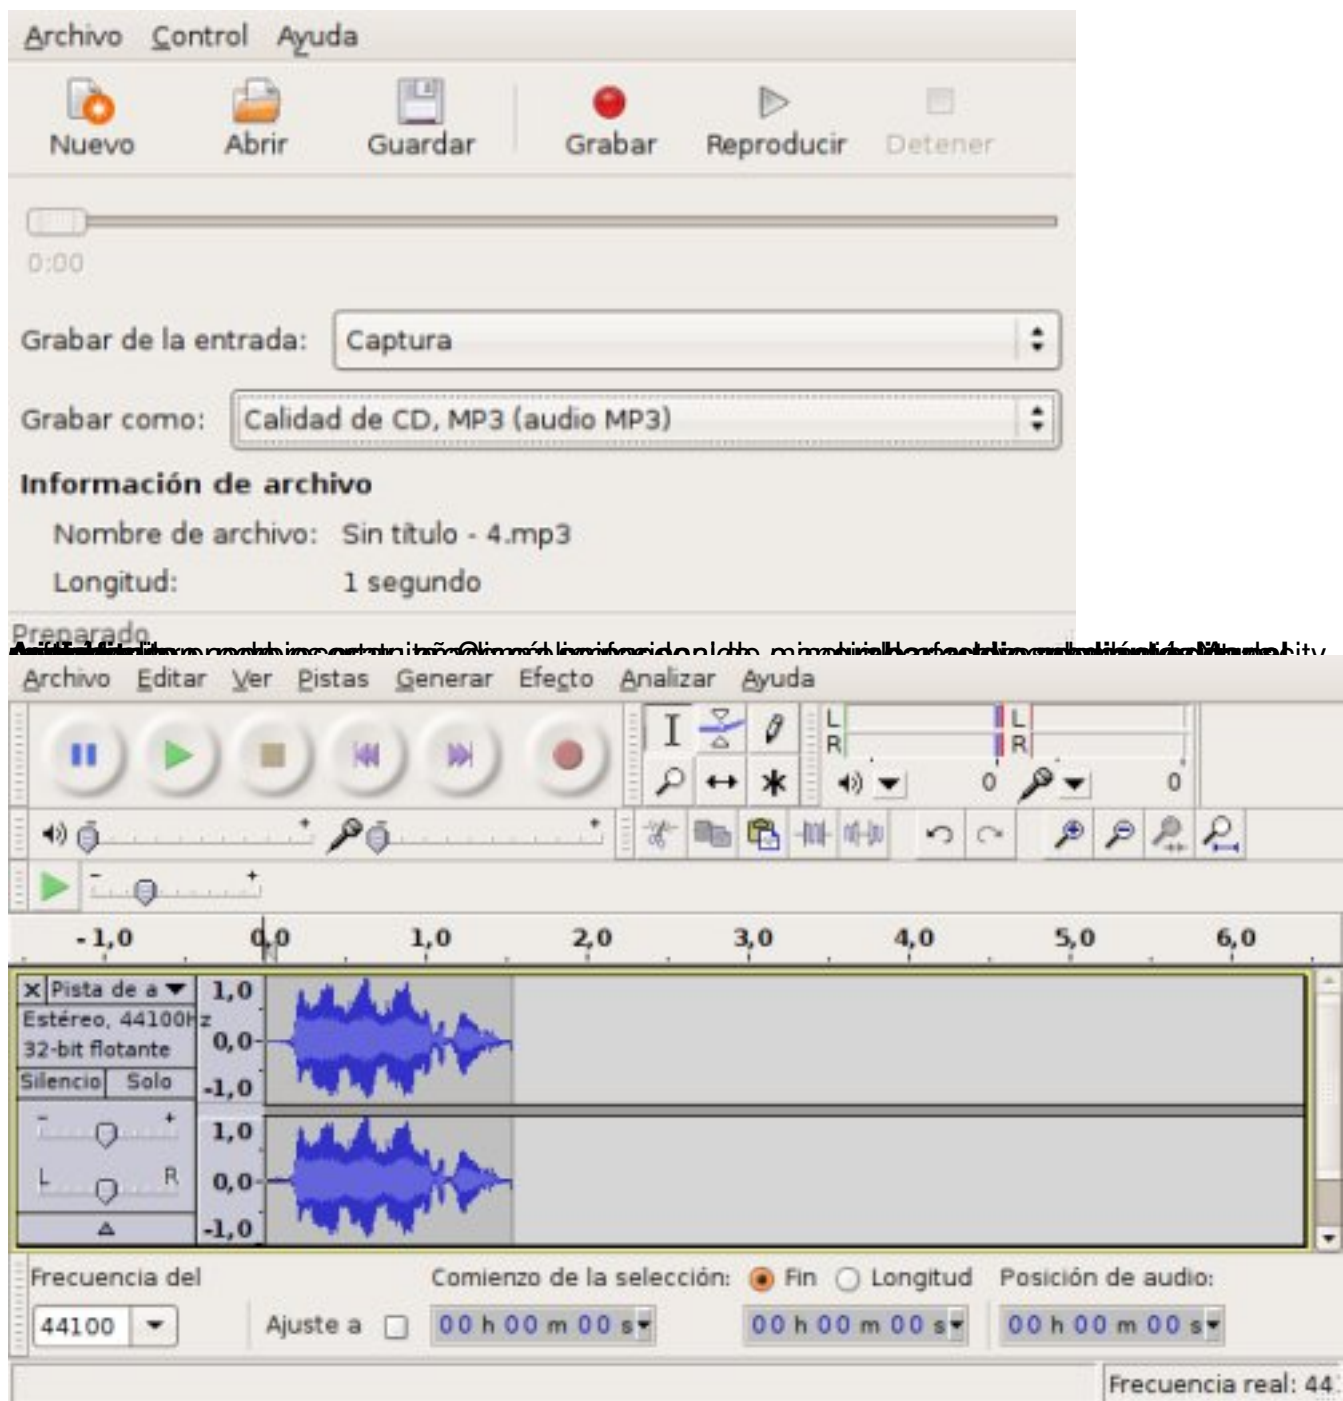 Archivo Control Ayuda
Nuevo Abrir Guardar Grabar Reproducir Detener
0:00
Grabar de la entrada: Captura
Grabar como: Calidad de CD, MP3 (audio MP3)
Información de archivo
Nombre de archivo: Sin título - 4.mp3
Longitud: 1 segundo
Preparado
Archivo Editar Ver Pistas Generar Efecto Analizar Ayuda
L L
R R
0 0
- +
- 1,0 0,0 1,0 2,0 3,0 4,0 5,0 6,0
X Pista de a 1,0
Estéreo, 44100Hz
32-bit flotante 0,0
Silencio Solo -1,0
- +
1,0
L R 0,0
-1,0
Frecuencia del Comienzo de la selección: Fin Longitud Posición de audio:
44100 Ajuste a 00 h 00 m 00 s 00 h 00 m 00 s 00 h 00 m 00 s
Frecuencia real: 44